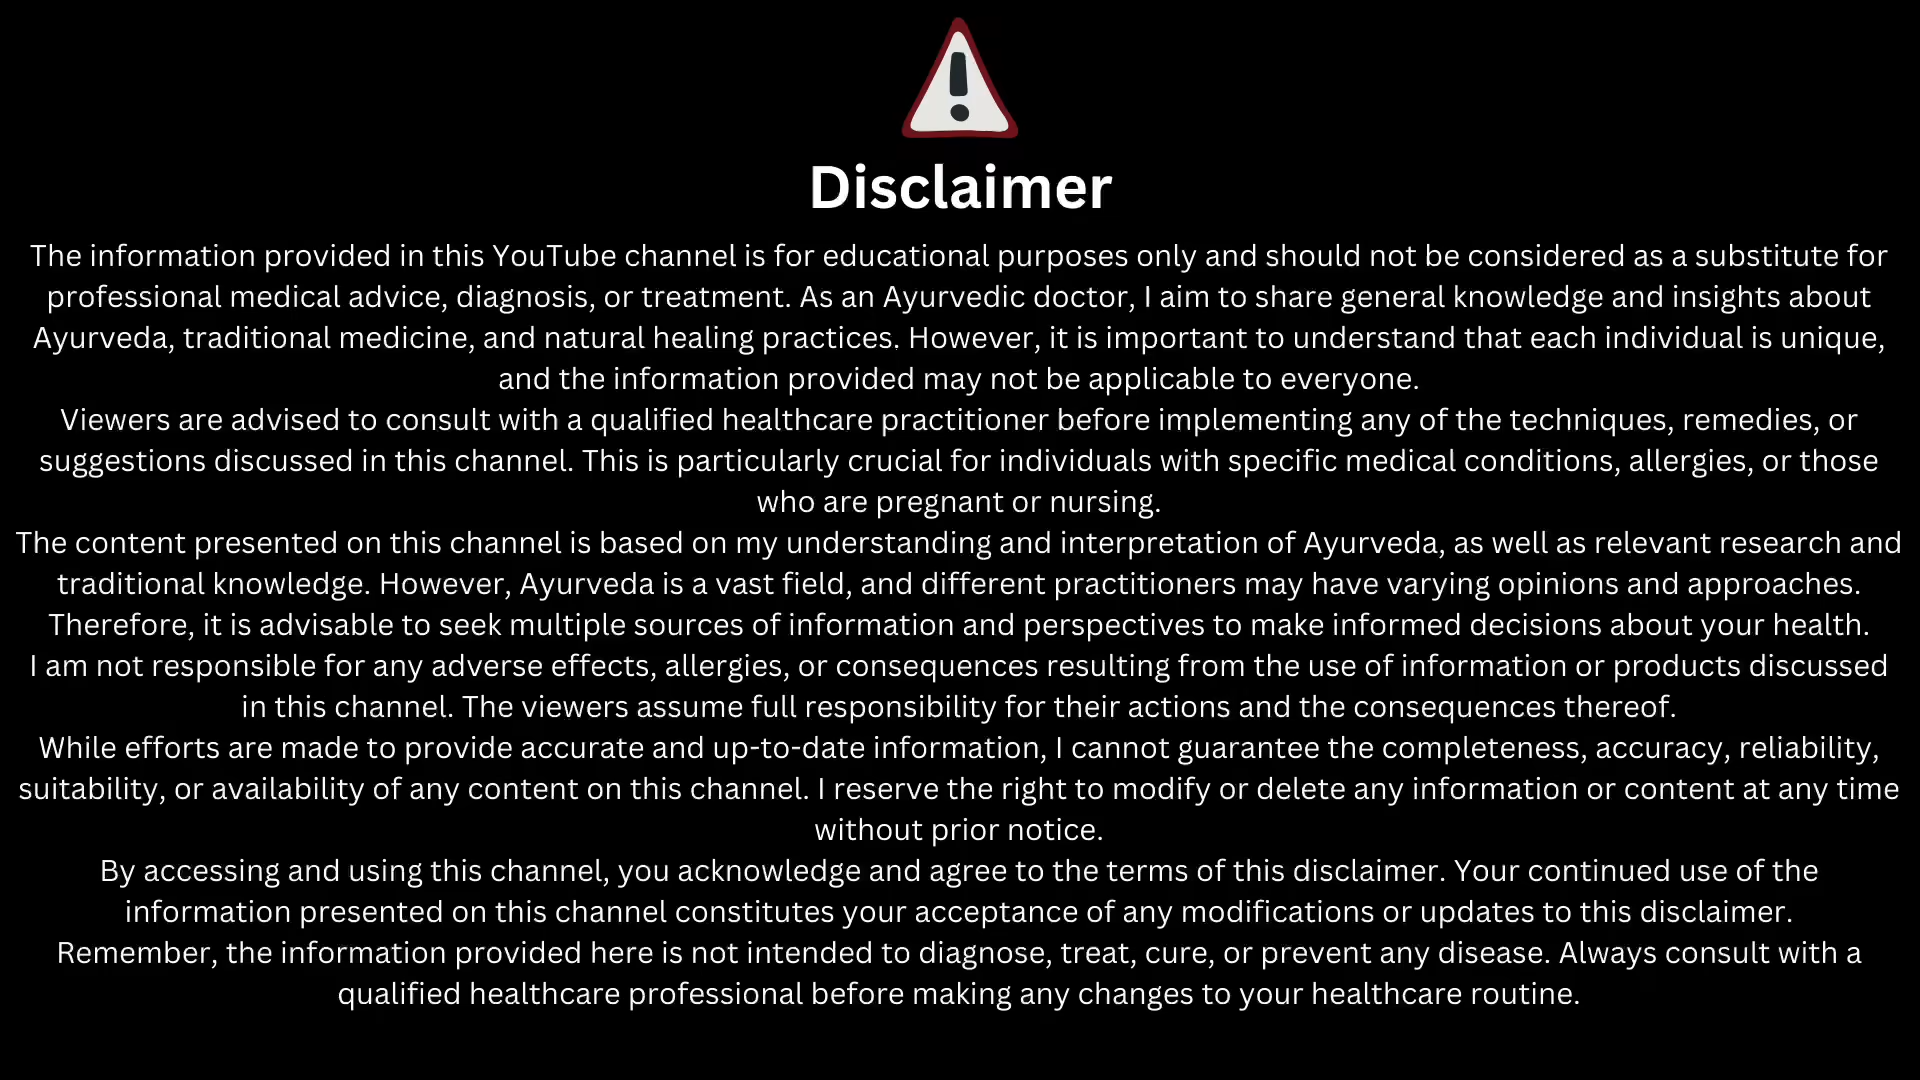 Disclaimer
The information provided in this YouTube channel is for educational purposes only and should not be considered as a substitute for
professional medical advice, diagnosis, or treatment. As an Ayurvedic doctor, I aim to share general knowledge and insights about
Ayurveda, traditional medicine, and natural healing practices. However, it is important to understand that each individual is unique,
and the information provided may not be applicable to everyone.
Viewers are advised to consult with a qualified healthcare practitioner before implementing any of the techniques, remedies, or
suggestions discussed in this channel. This is particularly crucial for individuals with specific medical conditions, allergies, or those
who are pregnant or nursing.
The content presented on this channel is based on my understanding and interpretation of Ayurveda, as well as relevant research and
traditional knowledge. However, Ayurveda is a vast field, and different practitioners may have varying opinions and approaches.
Therefore, it is advisable to seek multiple sources of information and perspectives to make informed decisions about your health.
I am not responsible for any adverse effects, allergies, or consequences resulting from the use of information or products discussed
in this channel. The viewers assume full responsibility for their actions and the consequences thereof.
While efforts are made to provide accurate and up-to-date information, I cannot guarantee the completeness, accuracy, reliability,
suitability, or availability of any content on this channel. I reserve the right to modify or delete any information or content at any time
without prior notice.
By accessing and using this channel, you acknowledge and agree to the terms of this disclaimer. Your continued use of the
information presented on this channel constitutes your acceptance of any modifications or updates to this disclaimer.
Remember, the information provided here is not intended to diagnose, treat, cure, or prevent any disease. Always consult with a
qualified healthcare professional before making any changes to your healthcare routine.